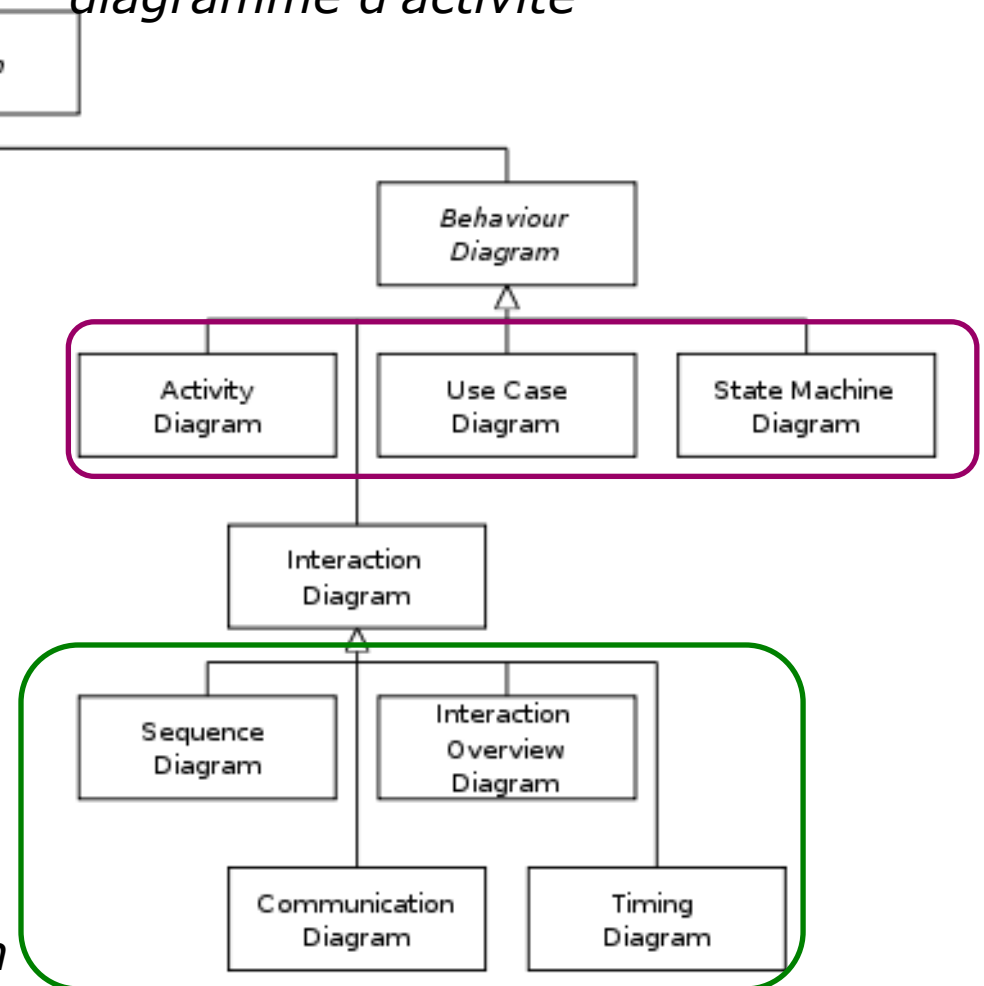 diagramme d'activité
Behaviour
Diagram
Activity
Diagram
Use Case
Diagram
State Machine
Diagram
Interaction
Diagram
Sequence
Diagram
Interaction
Overview
Diagram
Communication
Diagram
Timing
Diagram